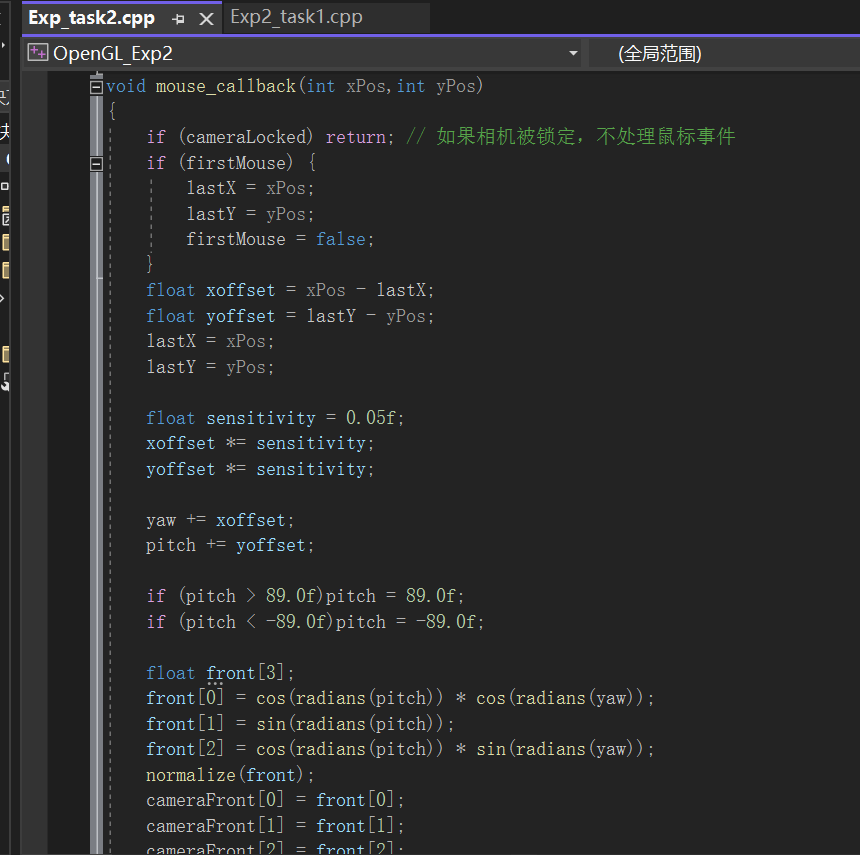 Exp_task2.cpp
Exp2_task1.cpp
OpenGL_Exp2
(全局范围)
void mouse_callback(int xPos,int yPos)
{
if (cameraLocked) return; // 如果相机被锁定，不处理鼠标事件
if (firstMouse) {
lastX = xPos;
lastY = yPos;
firstMouse = false;
}
float xoffset = xPos - lastX;
float yoffset = lastY - yPos;
lastX = xPos;
lastY = yPos;
float sensitivity = 0.05f;
xoffset *= sensitivity;
yoffset *= sensitivity;
yaw += xoffset;
pitch += yoffset;
if (pitch > 89.0f)pitch = 89.0f;
if (pitch < -89.0f)pitch = -89.0f;
float front[3];
front[0] = cos(radians(pitch)) * cos(radians(yaw));
front[1] = sin(radians(pitch));
front[2] = cos(radians(pitch)) * sin(radians(yaw));
normalize(front);
cameraFront[0] = front[0];
cameraFront[1] = front[1];
cameraFront[2] = front[2];